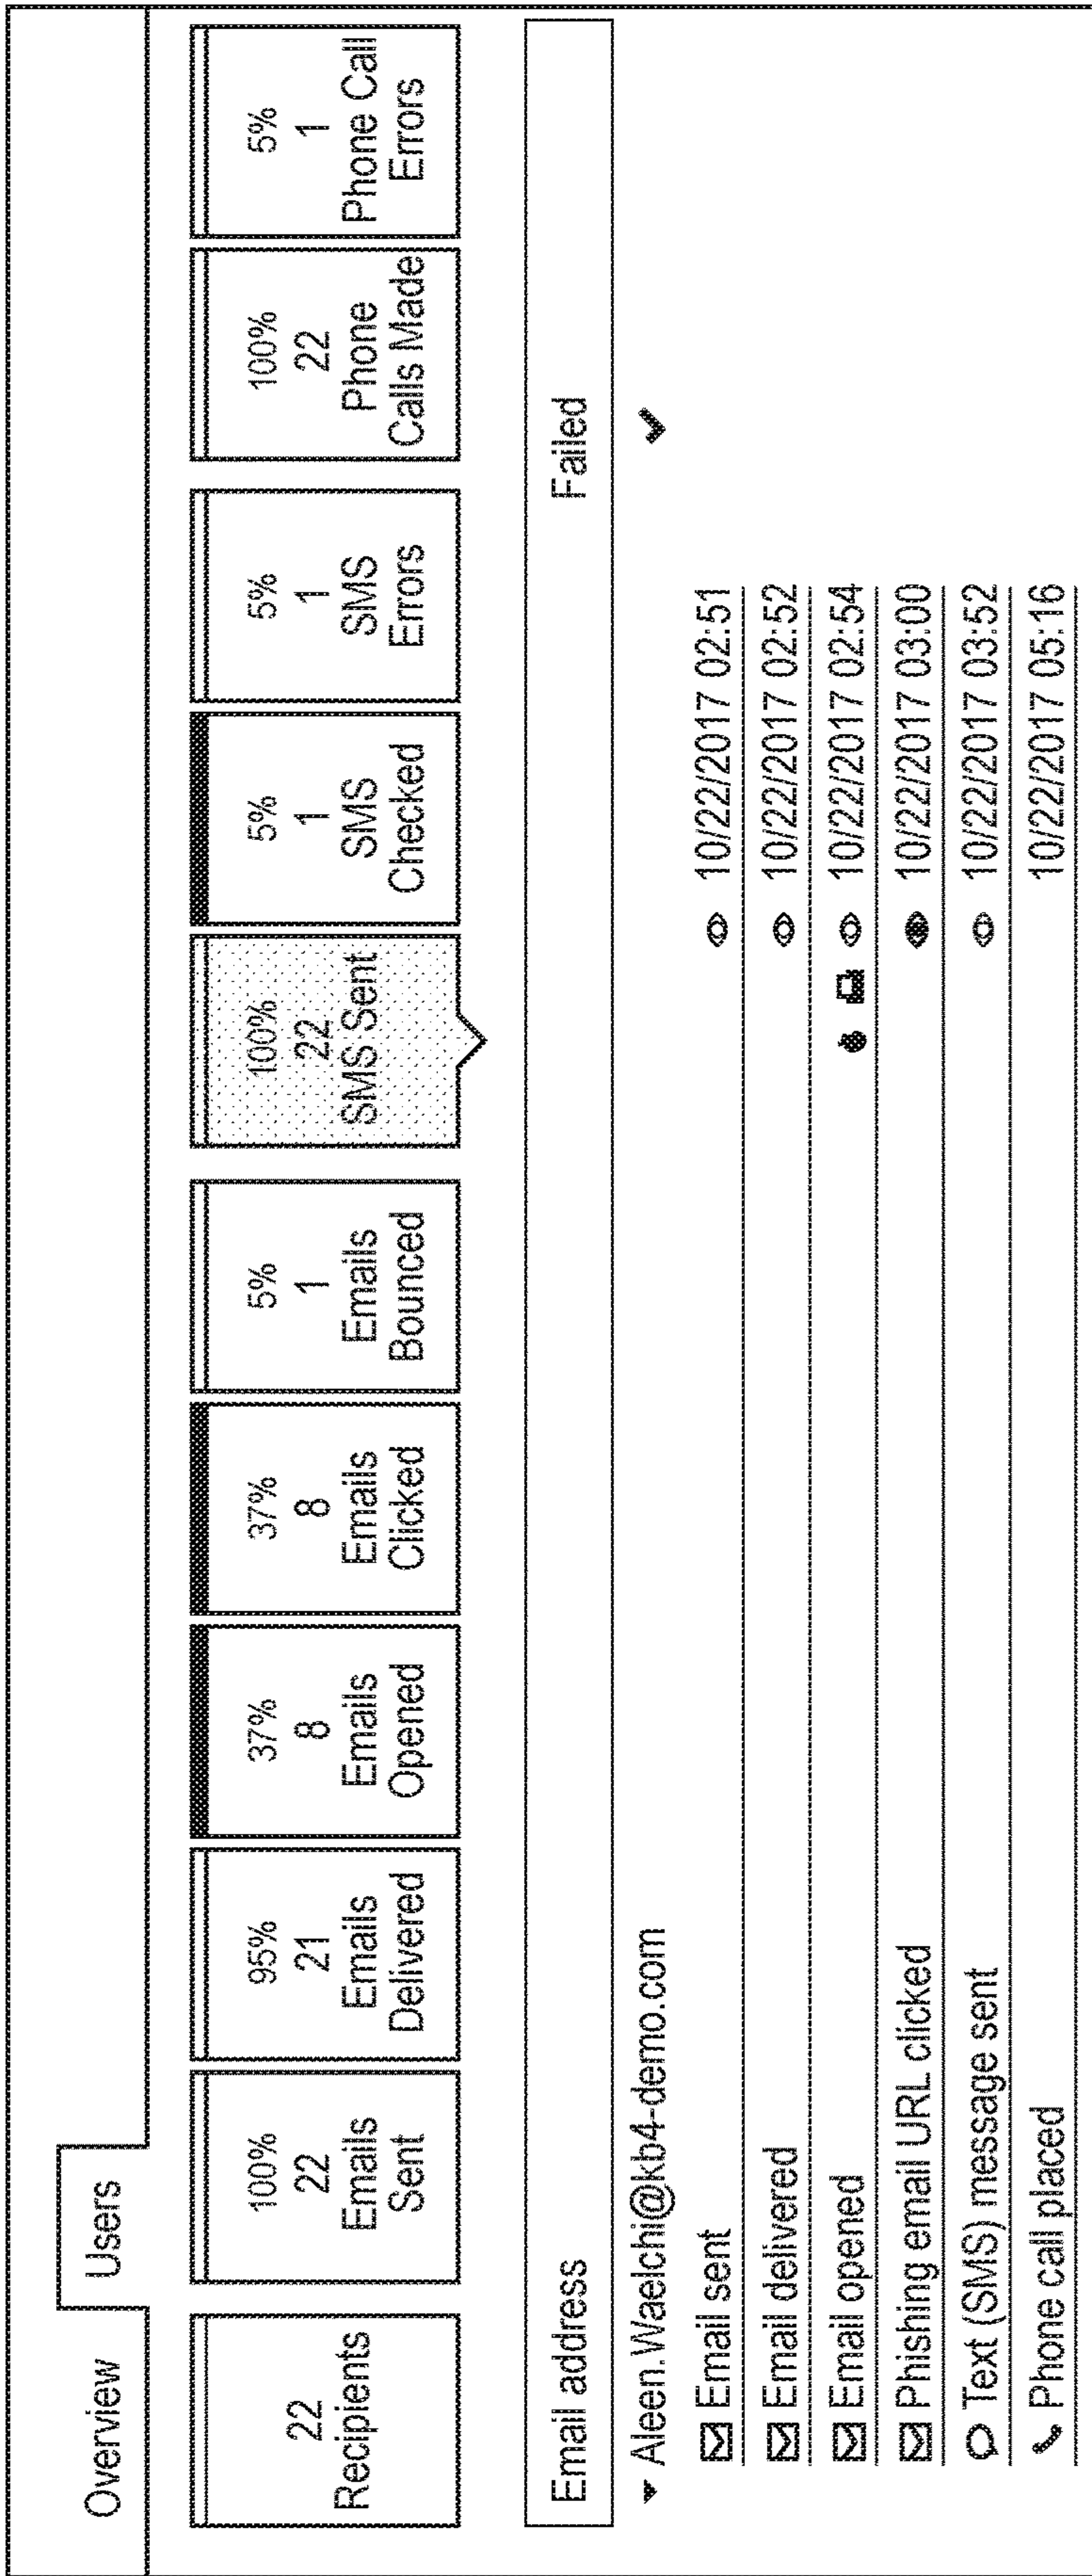 Overview
Users
22
Recipients
100%
22
Emails
Sent
95%
21
Emails
Delivered
37%
8
Emails
Opened
37%
8
Emails
Clicked
5%
1
Emails
Bounced
100%
22
SMS Sent
5%
1
SMS
Checked
5%
1
SMS
Errors
100%
22
Phone
Calls Made
5%
1
Phone Call
Errors
Email address Failed
Aleen.Waelchi@kb4-demo.com
Email sent 10/22/2017 02:51
Email delivered 10/22/2017 02:52
Email opened 10/22/2017 02:54
Phishing email URL clicked 10/22/2017 03:00
Text (SMS) message sent 10/22/2017 03:52
Phone call placed 10/22/2017 05:16